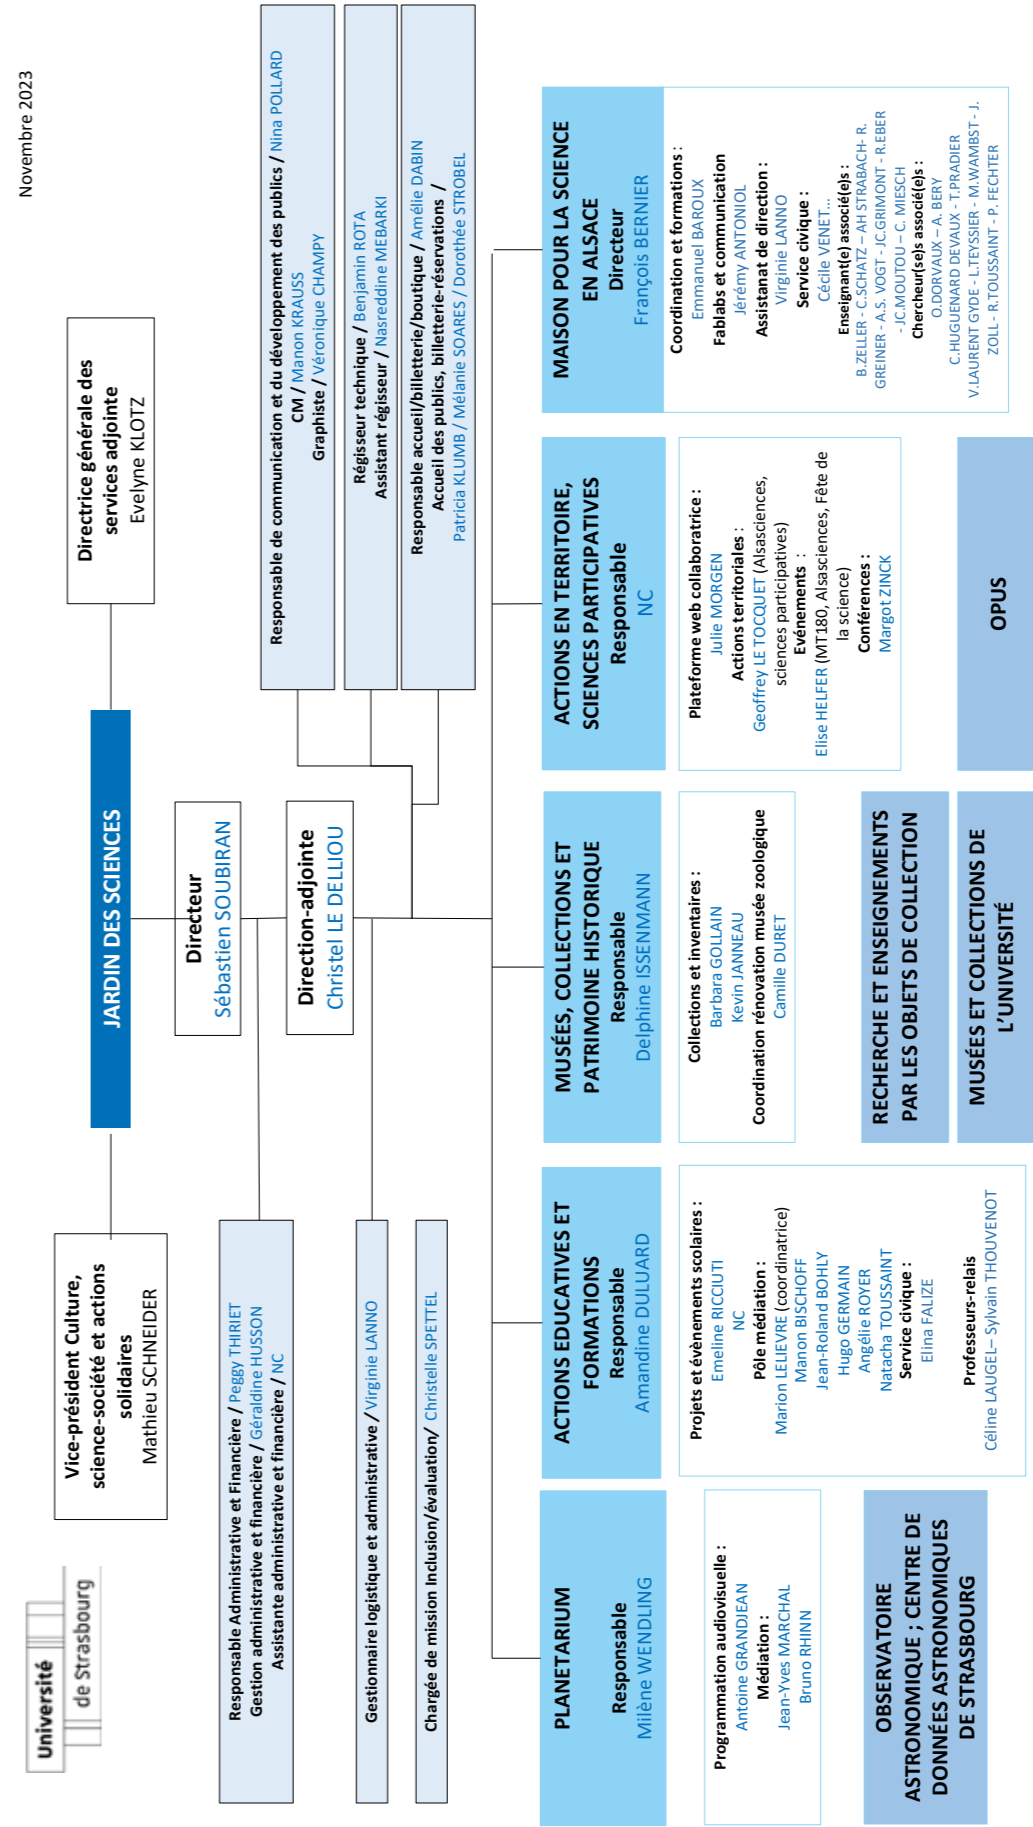 Université
de Strasbourg
Novembre 2023
Vice-président Culture,
science-société et actions
solidaires
Mathieu SCHNEIDER
JARDIN DES SCIENCES
Directrice générale des
services adjointe
Evelyne KLOTZ
Directeur
Sébastien SOUBIRAN
Direction-adjointe
Christel LE DELLIOU
Responsable Administrative et Financière / Peggy THIRIET
Gestion administrative et financière / Géraldine HUSSON
Assistante administrative et financière / NC
Gestionnaire logistique et administrative / Virginie LANNO
Chargée de mission Inclusion/évaluation/ Christelle SPETTEL
Responsable de communication et du développement des publics / Nina POLLARD
CM / Manon KRAUSS
Graphiste / Véronique CHAMPY
Régisseur technique / Benjamin ROTA
Assistant régisseur / Nasreddine MEBARKI
Responsable accueil/billetterie/boutique / Amélie DABIN
Accueil des publics, billetterie-réservations /
Patricia KLUMB / Mélanie SOARES / Dorothée STROBEL
PLANETARIUM
Responsable
Milène WENDLING
Programmation audiovisuelle :
Antoine GRANDJEAN
Médiation :
Jean-Yves MARCHAL
Bruno RHINN
OBSERVATOIRE
ASTRONOMIQUE ; CENTRE DE
DONNÉES ASTRONOMIQUES
DE STRASBOURG
ACTIONS EDUCATIVES ET
FORMATIONS
Responsable
Amandine DULUARD
Projets et évènements scolaires :
Emeline RICCIUTI
NC
Pôle médiation :
Marion LELIEVRE (coordinatrice)
Manon BISCHOFF
Jean-Roland BOHLY
Hugo GERMAIN
Angélie ROYER
Natacha TOUSSAINT
Service civique :
Elina FALIZE
Professeurs-relais
Céline LAUGEL– Sylvain THOUVENOT
MUSÉES, COLLECTIONS ET
PATRIMOINE HISTORIQUE
Responsable
Delphine ISSENMANN
Collections et inventaires :
Barbara GOLLAIN
Kevin JANNEAU
Coordination rénovation musée zoologique
Camille DURET
RECHERCHE ET ENSEIGNEMENTS
PAR LES OBJETS DE COLLECTION
MUSÉES ET COLLECTIONS DE
L'UNIVERSITÉ
ACTIONS EN TERRITOIRE,
SCIENCES PARTICIPATIVES
Responsable
NC
Plateforme web collaboratrice :
Julie MORGEN
Actions territoriales :
Geoffrey LE TOCQUET (Alsasciences,
sciences participatives)
Evénements :
Elise HELFER (MT180, Alsasciences, Fête de
la science)
Conférences :
Margot ZINCK
OPUS
MAISON POUR LA SCIENCE
EN ALSACE
Directeur
François BERNIER
Coordination et formations :
Emmanuel BAROUX
Fablabs et communication
Jérémy ANTONIOL
Assistanat de direction :
Virginie LANNO
Service civique :
Cécile VENET...
Enseignant(e) associé(e)s :
B.ZELLER - C.SCHATZ – AH STRABACH- R.
GREINER - A.S. VOGT - JC.GRIMONT - R.EBER
- JC.MOUTOU – C. MIESCH
Chercheur(se)s associé(e)s :
O.DORVAUX – A. BERY
C.HUGUENARD DEVAUX - T.PRADIER
V.LAURENT GYDE - L.TEYSSIER - M.WAMBST - J.
ZOLL - R.TOUSSAINT - P. FECHTER